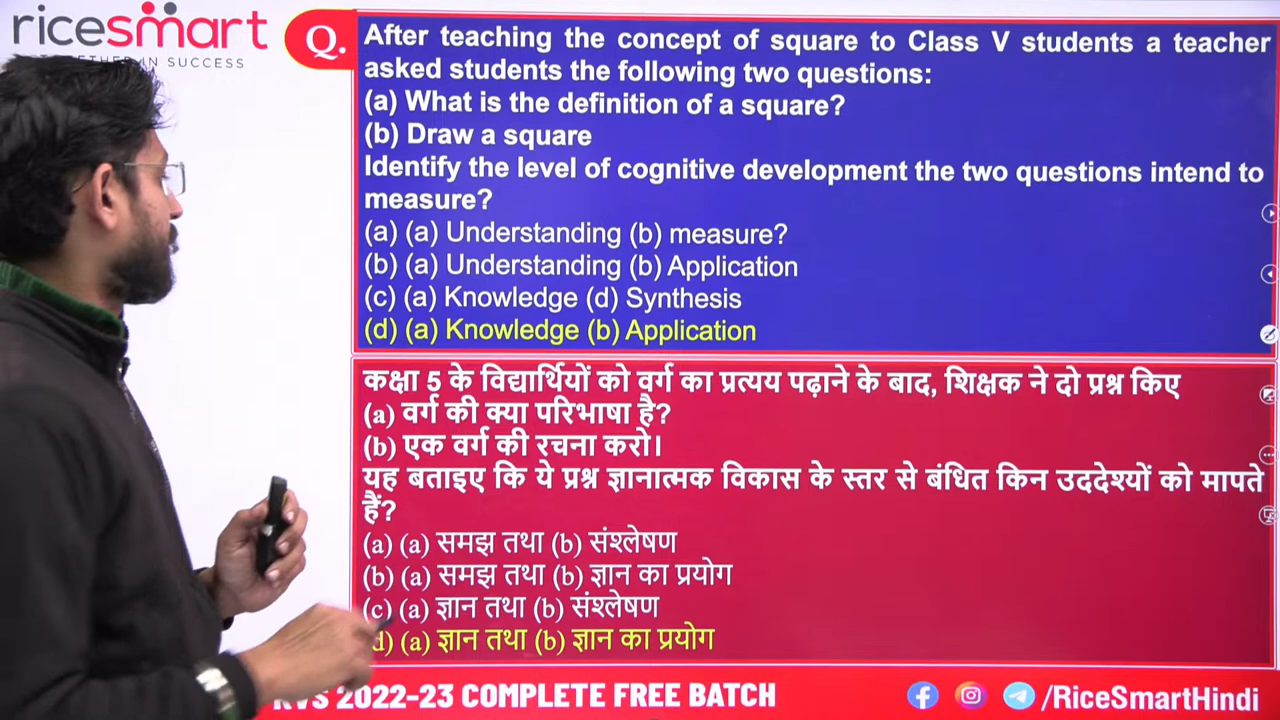 ricesmart
IN SUCCESS
Q.
After teaching the concept of square to Class V students a teacher
asked students the following two questions:
(a) What is the definition of a square?
(b) Draw a square
Identify the level of cognitive development the two questions intend to
measure?
(a) (a) Understanding (b) measure?
(b) (a) Understanding (b) Application
(c) (a) Knowledge (d) Synthesis
(d) (a) Knowledge (b) Application
कक्षा 5 के विद्यार्थियों को वर्ग का प्रत्यय पढ़ाने के बाद, शिक्षक ने दो प्रश्न किए
(a) वर्ग की क्या परिभाषा है?
(b) एक वर्ग की रचना करो।
यह बताइए कि ये प्रश्न ज्ञानात्मक विकास के स्तर से बंधित किन उददेश्यों को मापते
हैं?
(a) (a) समझ तथा (b) संश्लेषण
(b) (a) समझ तथा (b) ज्ञान का प्रयोग
(c) (a) ज्ञान तथा (b) संश्लेषण
d) (a) ज्ञान तथा (b) ज्ञान का प्रयोग
KVS 2022-23 COMPLETE FREE BATCH
/RiceSmartHindi